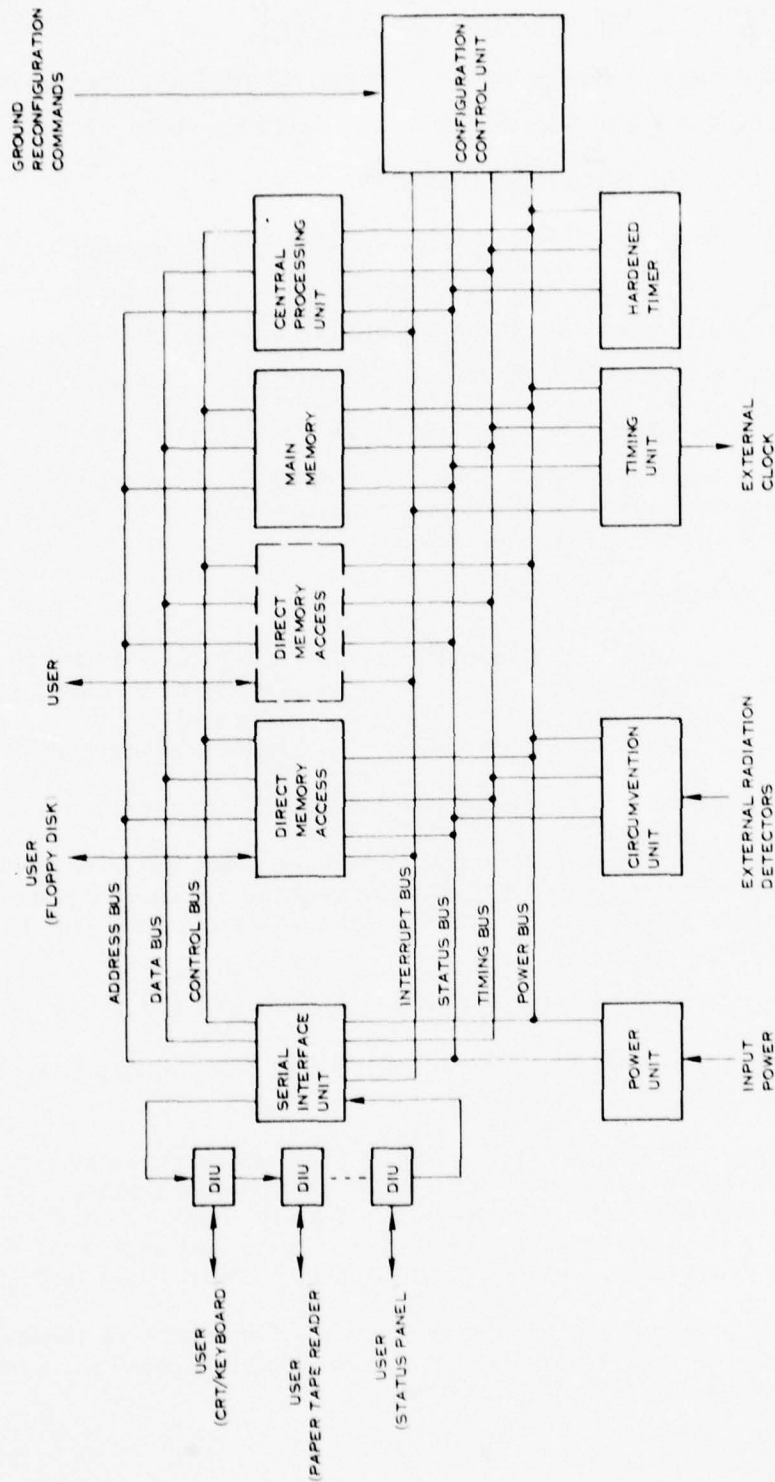 GROUND
RECONFIGURATION
COMMANDS
USER
(FLOPPY DISK)
USER
ADDRESS BUS
DATA BUS
CONTROL BUS
USER
(CRT/KEYBOARD)
USER
(PAPER TAPE READER)
USER
(STATUS PANEL)
DIU
DIU
DIU
SERIAL
INTERFACE
UNIT
DIRECT
MEMORY
ACCESS
DIRECT
MEMORY
ACCESS
MAIN
MEMORY
CENTRAL
PROCESSING
UNIT
CONFIGURATION
CONTROL UNIT
INTERRUPT BUS
STATUS BUS
TIMING BUS
POWER BUS
POWER
UNIT
CIRCUMVENTION
UNIT
TIMING
UNIT
HARDENED
TIMER
INPUT
POWER
EXTERNAL RADIATION
DETECTORS
EXTERNAL
CLOCK